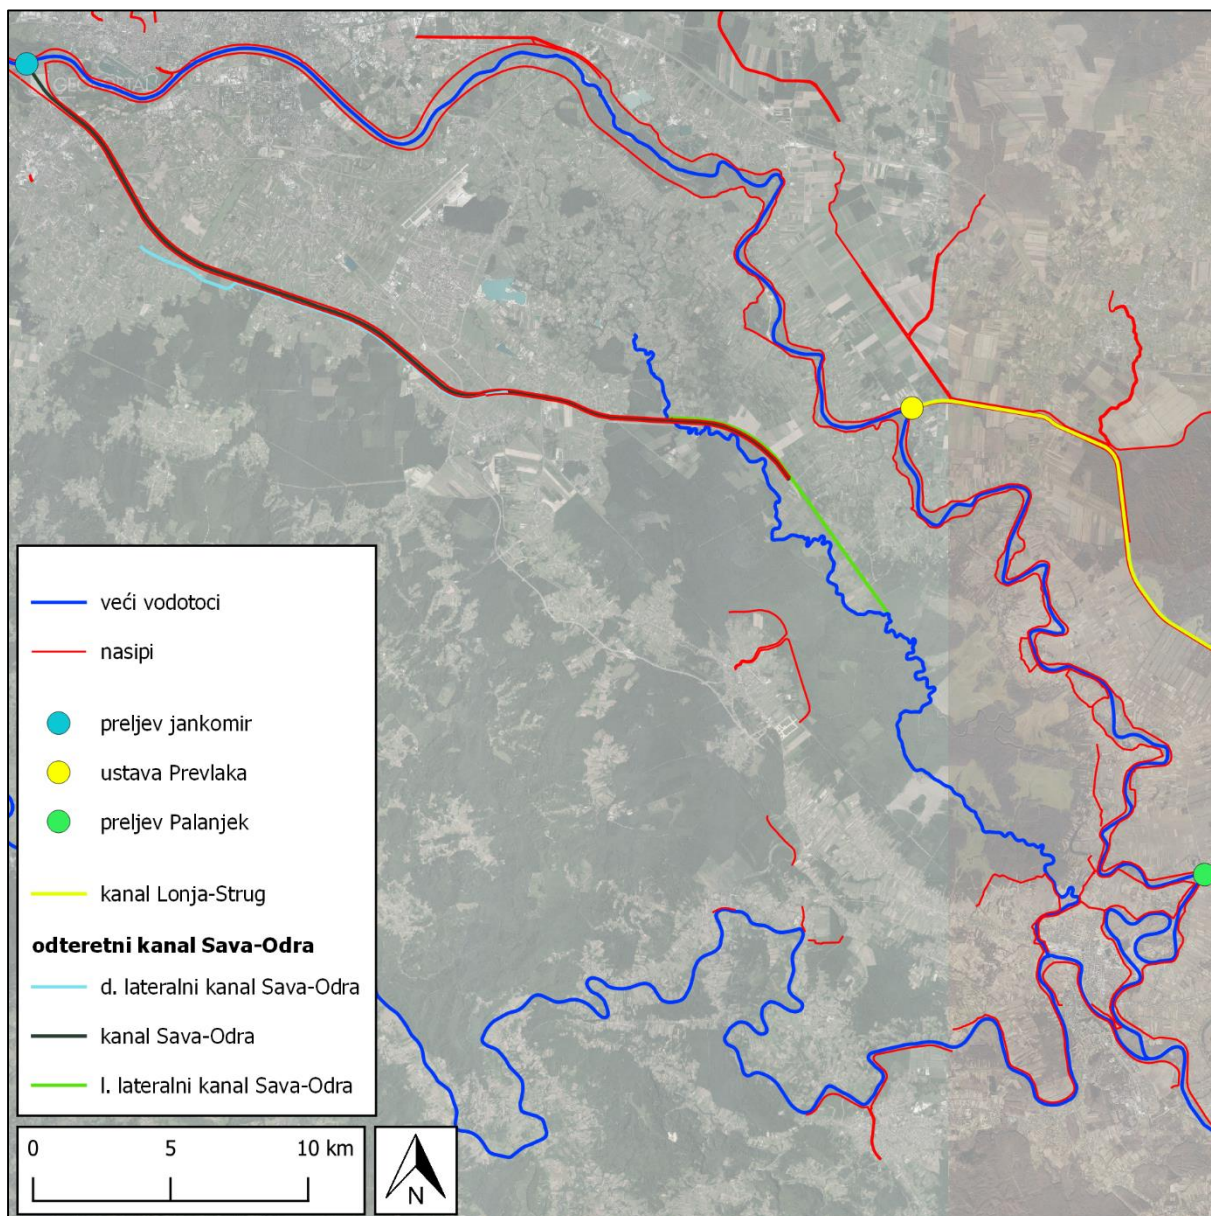 GEOPORTAL
veći vodotoci
nasipi
preljev jankomir
ustava Prevlaka
preljev Palanjek
kanal Lonja-Strug
odteretni kanal Sava-Odra
d. lateralni kanal Sava-Odra
kanal Sava-Odra
l. lateralni kanal Sava-Odra
0 5 10 km
N